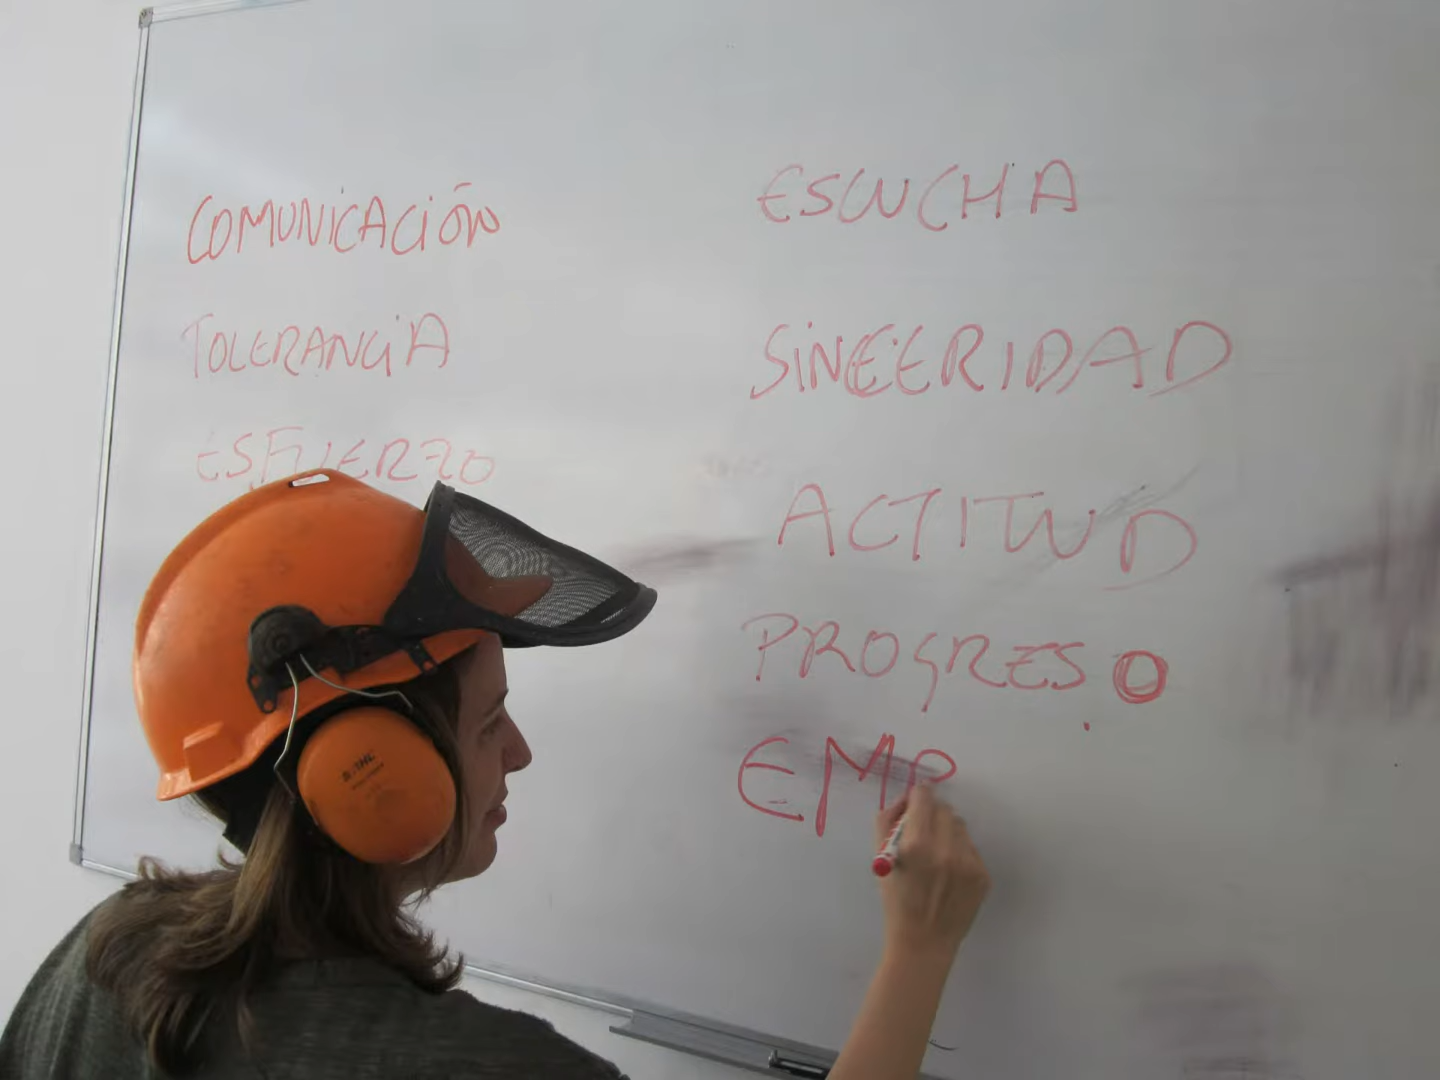 COMUNICACIÓN
TOLERANCIA
ESFUERZO
ESCUCHA
SINCERIDAD
ACTITUD
PROGRESO
EMP